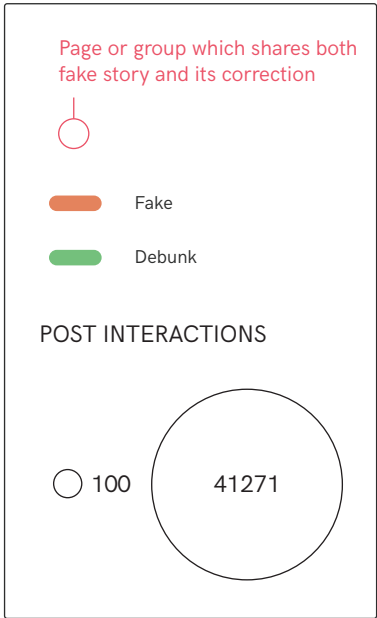 Page or group which shares both
fake story and its correction
Fake
Debunk
POST INTERACTIONS
100
41271